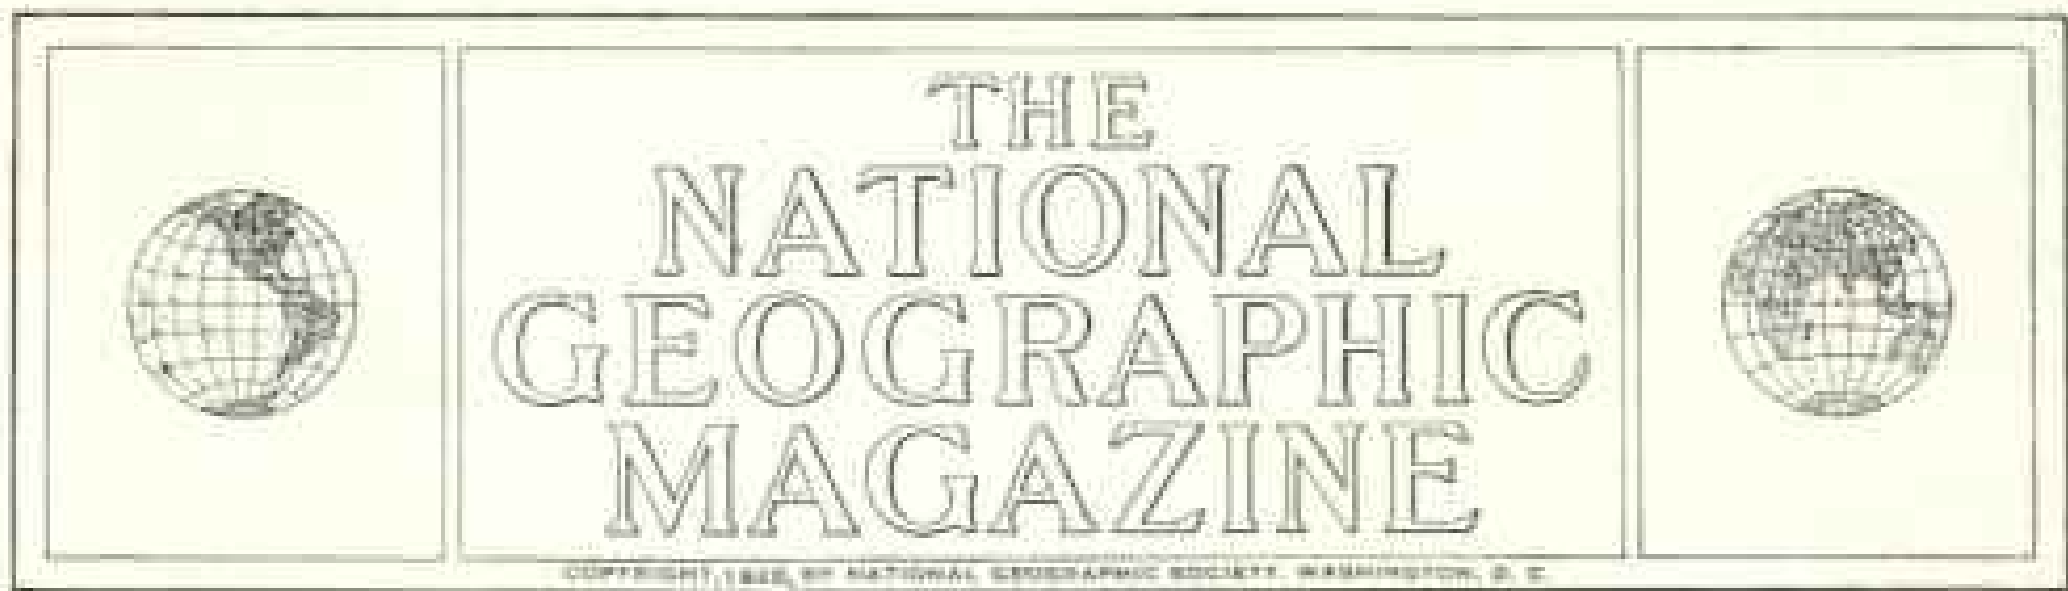 THE
NATIONAL
GEOGRAPHIC
MAGAZINE
COPYRIGHT, BY NATIONAL GEOGRAPHIC SOCIETY, WASHINGTON, D. C.